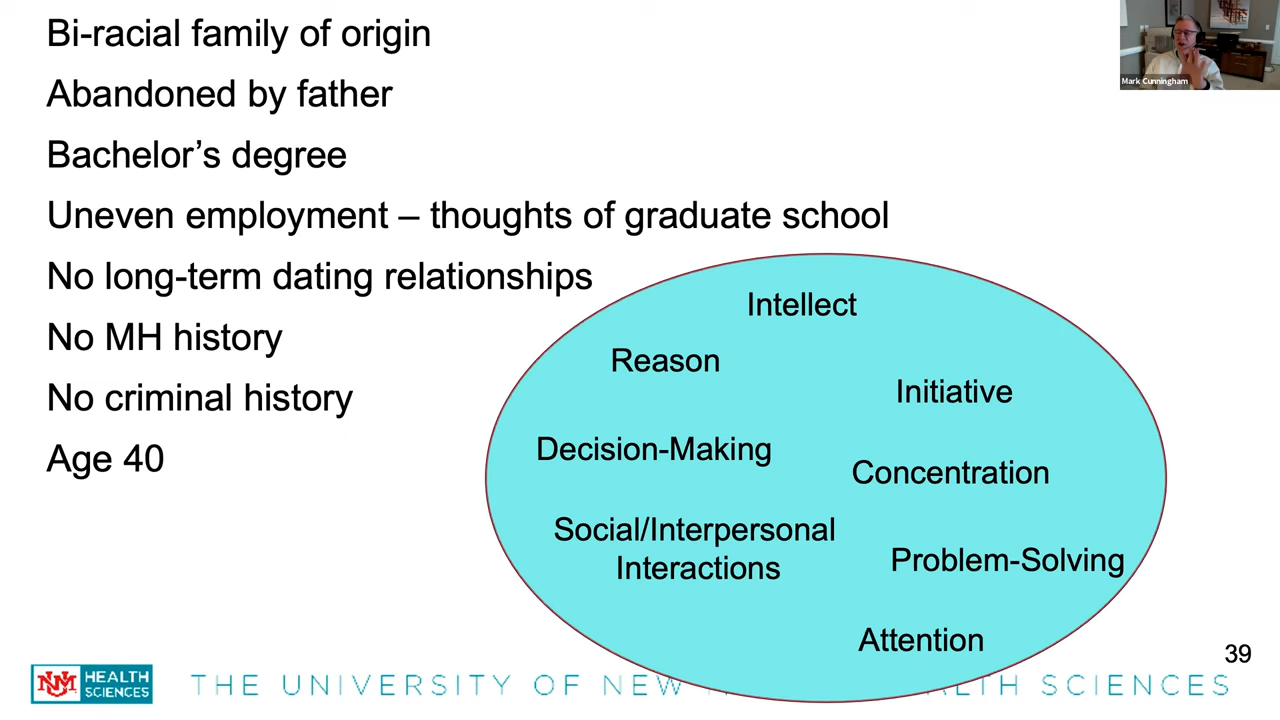 Bi-racial family of origin
Abandoned by father
Bachelor’s degree
Uneven employment – thoughts of graduate school
No long-term dating relationships
No MH history
No criminal history
Age 40
Mark Cunningham
Intellect
Reason
Initiative
Decision-Making
Concentration
Social/Interpersonal
Interactions
Problem-Solving
Attention
39
UNM HEALTH
SCIENCES
THE UNIVERSITY OF NEW SCIENCES